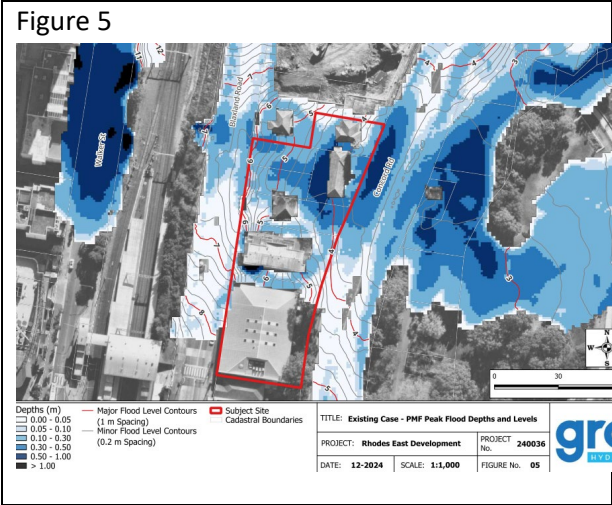 Figure 5
Walker St
Blaxland Road
Concord Rd
N
W
S
0 30
Depths (m)
0.00 - 0.05
0.05 - 0.10
0.10 - 0.30
0.30 - 0.50
0.50 - 1.00
> 1.00
Major Flood Level Contours
(1 m Spacing)
Minor Flood Level Contours
(0.2 m Spacing)
Subject Site
Cadastral Boundaries
TITLE: Existing Case - PMF Peak Flood Depths and Levels
PROJECT: Rhodes East Development
PROJECT No. 240036
DATE: 12-2024
SCALE: 1:1,000
FIGURE No. 05
gr
HYD